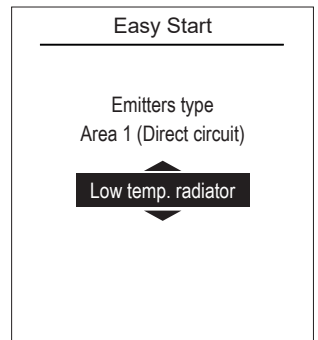 Easy Start
Emitters type
Area 1 (Direct circuit)
Low temp. radiator